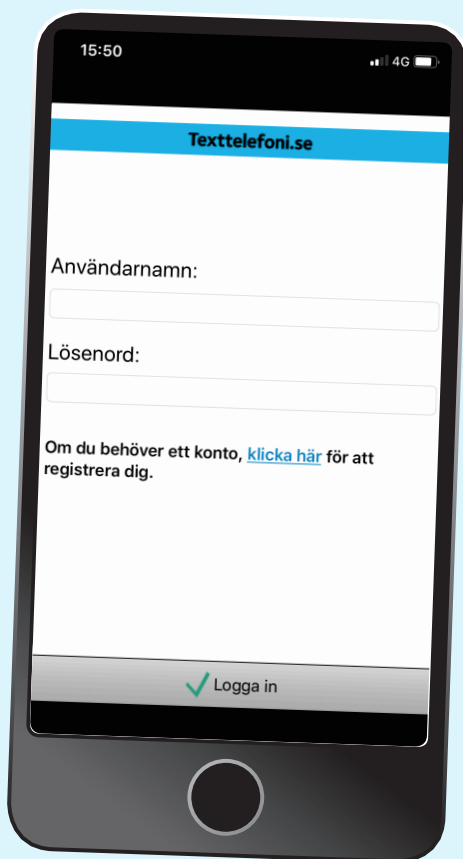 15:50
4G
Texttelefoni.se
Användarnamn:
Lösenord:
Om du behöver ett konto, klicka här för att
registrera dig.
Logga in